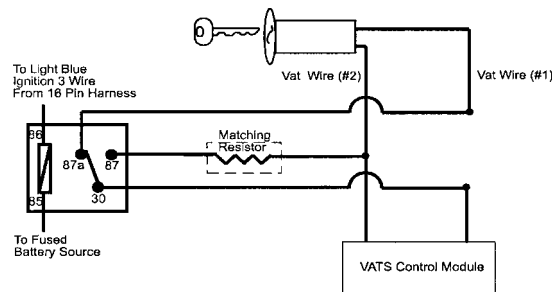 Vat Wire (#2)
Vat Wire (#1)
To Light Blue
Ignition 3 Wire
From 16 Pin Harness
86
87a
87
30
85
Matching
Resistor
To Fused
Battery Source
VATS Control Module